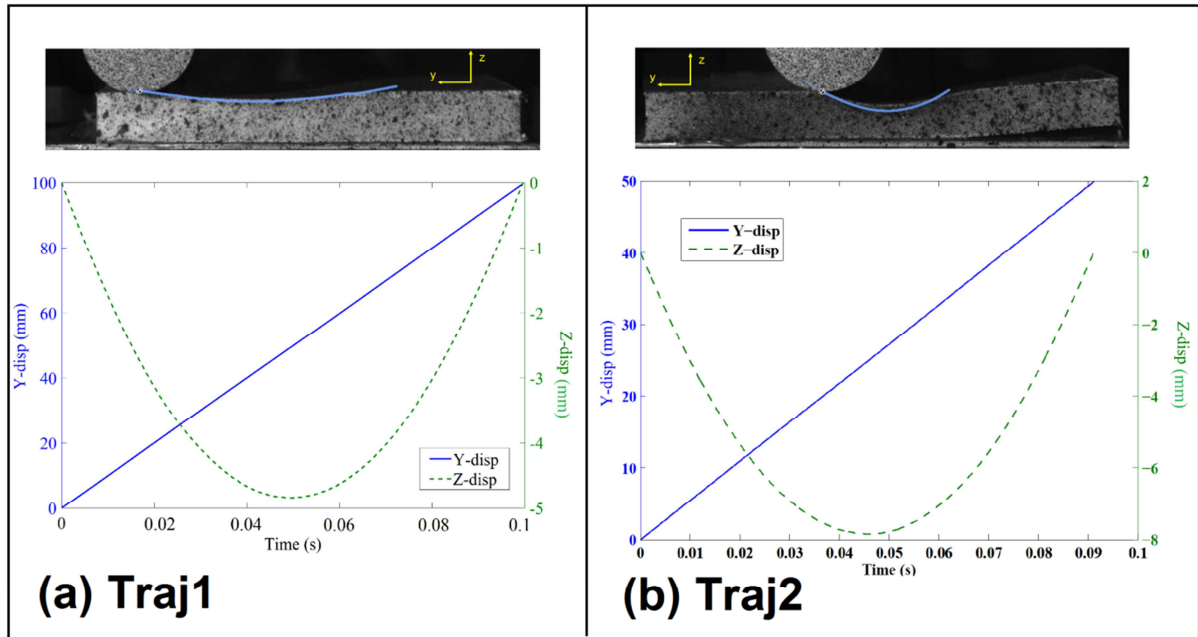 z
y
100
80
60
40
20
0
Y-disp (mm)
0
-1
-2
-3
-4
-5
Z-disp (mm)
Y-disp
Z-disp
0
0.02
0.04
0.06
0.08
0.1
Time (s)
(a) Traj1
z
y
50
40
30
20
10
0
Y-disp (mm)
2
0
−2
−4
−6
−8
Z-disp (mm)
Y−disp
Z−disp
0
0.01
0.02
0.03
0.04
0.05
0.06
0.07
0.08
0.09
0.1
Time (s)
(b) Traj2